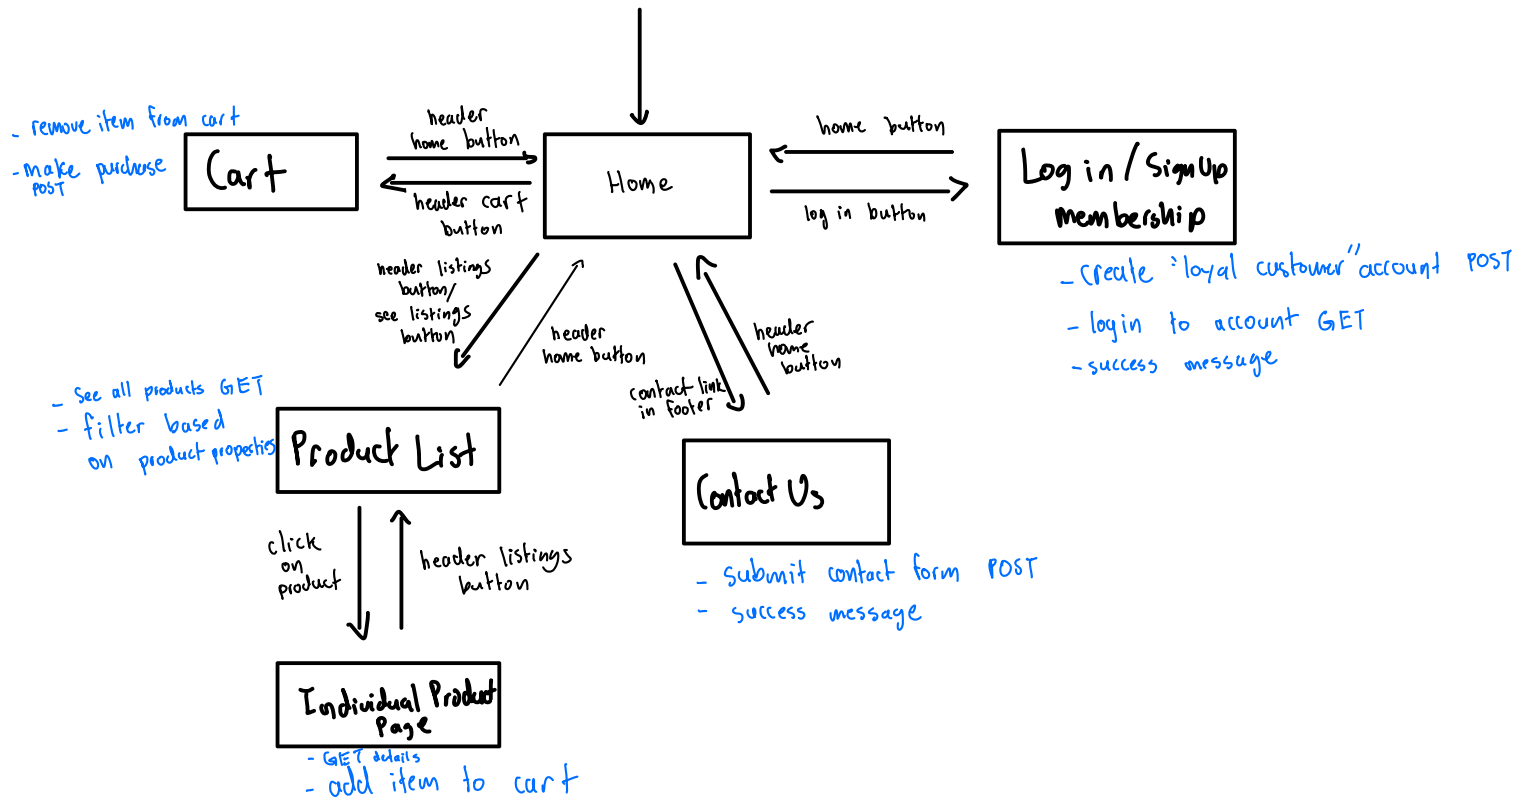 - remove item from cart
- make purchase
POST
Cart
header
home button
header cart
button
Home
home button
log in button
Log in / Sign Up
membership
- create "loyal customer" account POST
- login to account GET
- success message
header listings
button/
see listings
button
header
home button
contact link
in footer
header
home
button
- See all products GET
- filter based
on product properties
Product List
Contact Us
- submit contact form POST
- success message
click
on
product
header listings
button
Individual Product
Page
- GET details
- add item to cart